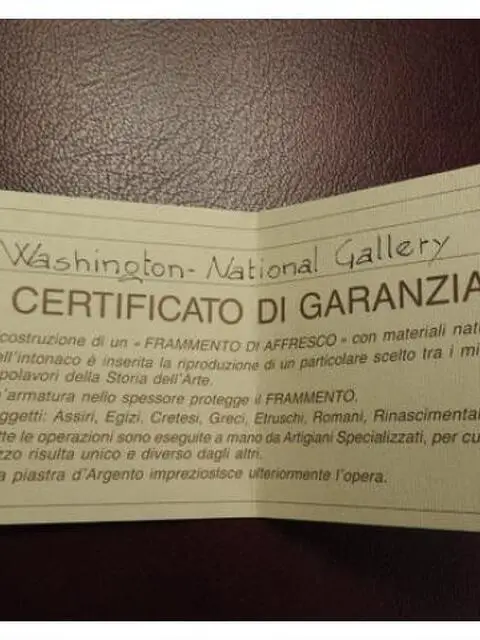 Washington - National Gallery
CERTIFICATO DI GARANZIA
costruzione di un « FRAMMENTO DI AFFRESCO » con materiali nat
ell'intonaco è inserita la riproduzione di un particolare scelto tra i mi
polavori della Storia dell'Arte.
'armatura nello spessore protegge il FRAMMENTO.
oggetti: Assiri, Egizi, Cretesi, Greci, Etruschi, Romani, Rinascimental
tte le operazioni sono eseguite a mano da Artigiani Specializzati, per cu
zzo risulta unico e diverso dagli altri.
a piastra d'Argento impreziosisce ulteriormente l'opera.